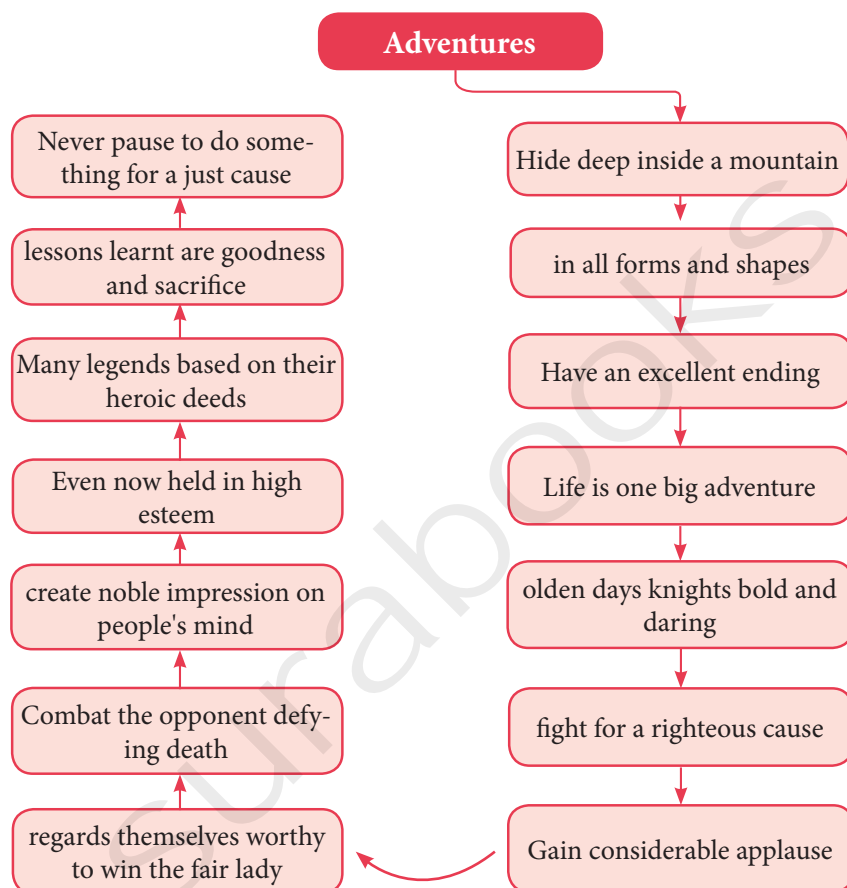 Adventures
Hide deep inside a mountain
in all forms and shapes
Have an excellent ending
Life is one big adventure
olden days knights bold and
daring
fight for a righteous cause
Gain considerable applause
regards themselves worthy
to win the fair lady
Combat the opponent defy-
ing death
create noble impression on
people's mind
Even now held in high
esteem
Many legends based on their
heroic deeds
lessons learnt are goodness
and sacrifice
Never pause to do some-
thing for a just cause
surabooks